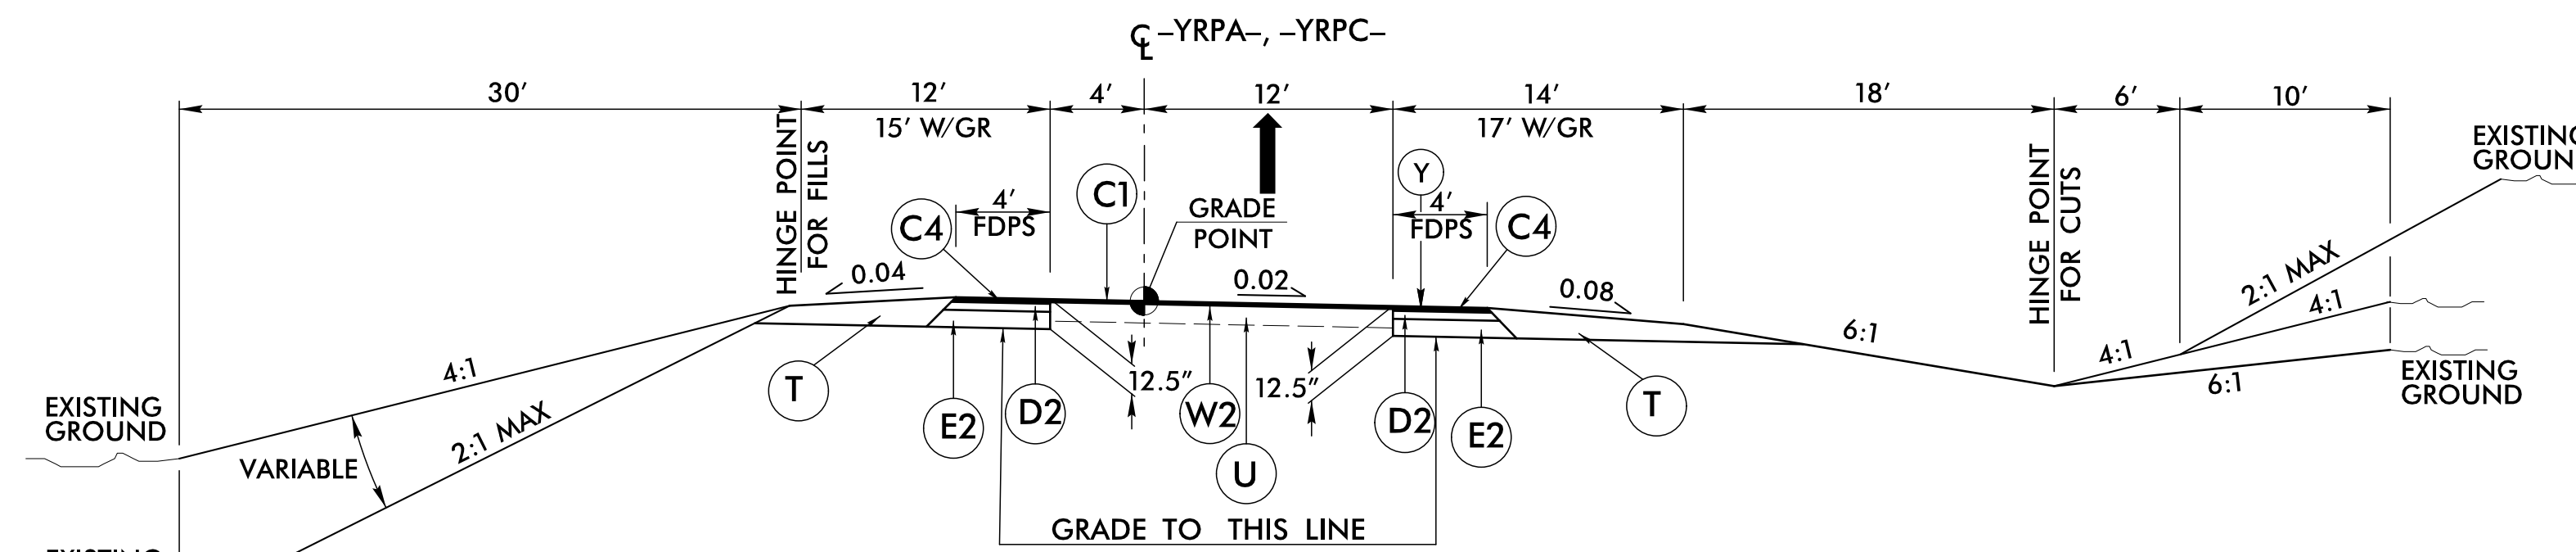 ℄ –YRPA–, –YRPC–
30′
12′
4′
12′
14′
18′
6′
10′
15′ W/GR
17′ W/GR
HINGE POINT
FOR FILLS
HINGE POINT
FOR CUTS
EXISTING
GROUN
Y
4′
FDPS
4′
FDPS
C4
C1
C4
GRADE
POINT
0.04
0.02
0.08
2:1 MAX
4:1
6:1
4:1
6:1
4:1
2:1 MAX
VARIABLE
EXISTING
GROUND
EXISTING
GROUND
12.5″
12.5″
T
E2
D2
W2
U
D2
E2
T
GRADE TO THIS LINE